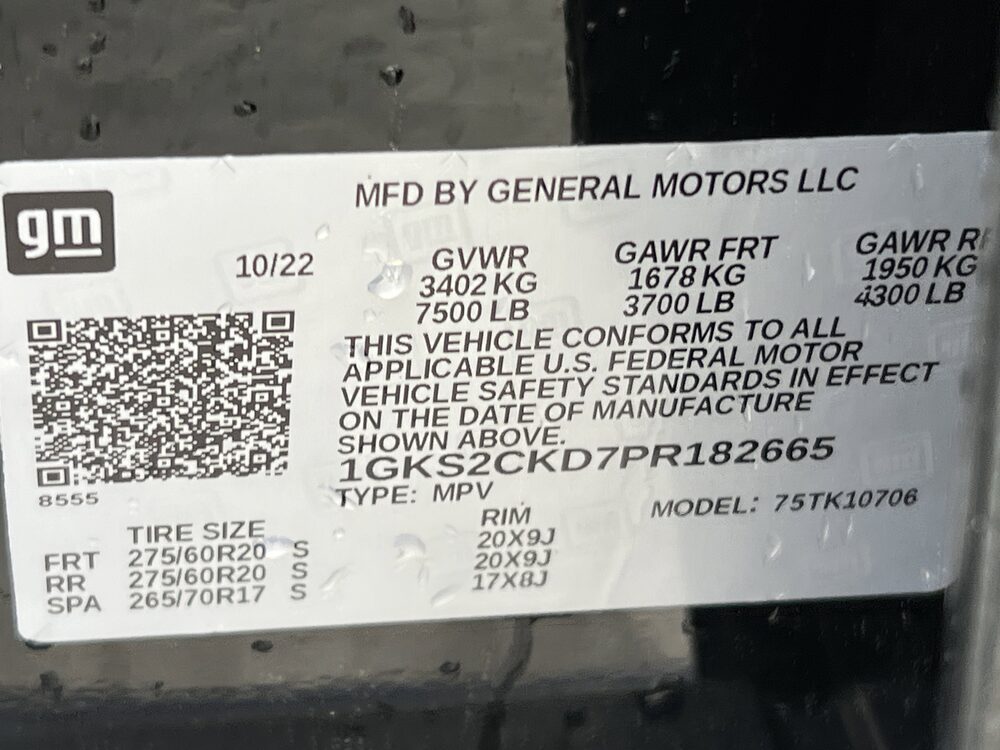 gm
MFD BY GENERAL MOTORS LLC
10/22
GVWR
3402 KG
7500 LB
GAWR FRT
1678 KG
3700 LB
GAWR R
1950 KG
4300 LB
THIS VEHICLE CONFORMS TO ALL
APPLICABLE U.S. FEDERAL MOTOR
VEHICLE SAFETY STANDARDS IN EFFECT
ON THE DATE OF MANUFACTURE
SHOWN ABOVE.
1GKS2CKD7PR182665
TYPE: MPV
MODEL: 75TK10706
8555
TIRE SIZE
RIM
FRT 275/60R20 S 20X9J
RR 275/60R20 S 20X9J
SPA 265/70R17 S 17X8J